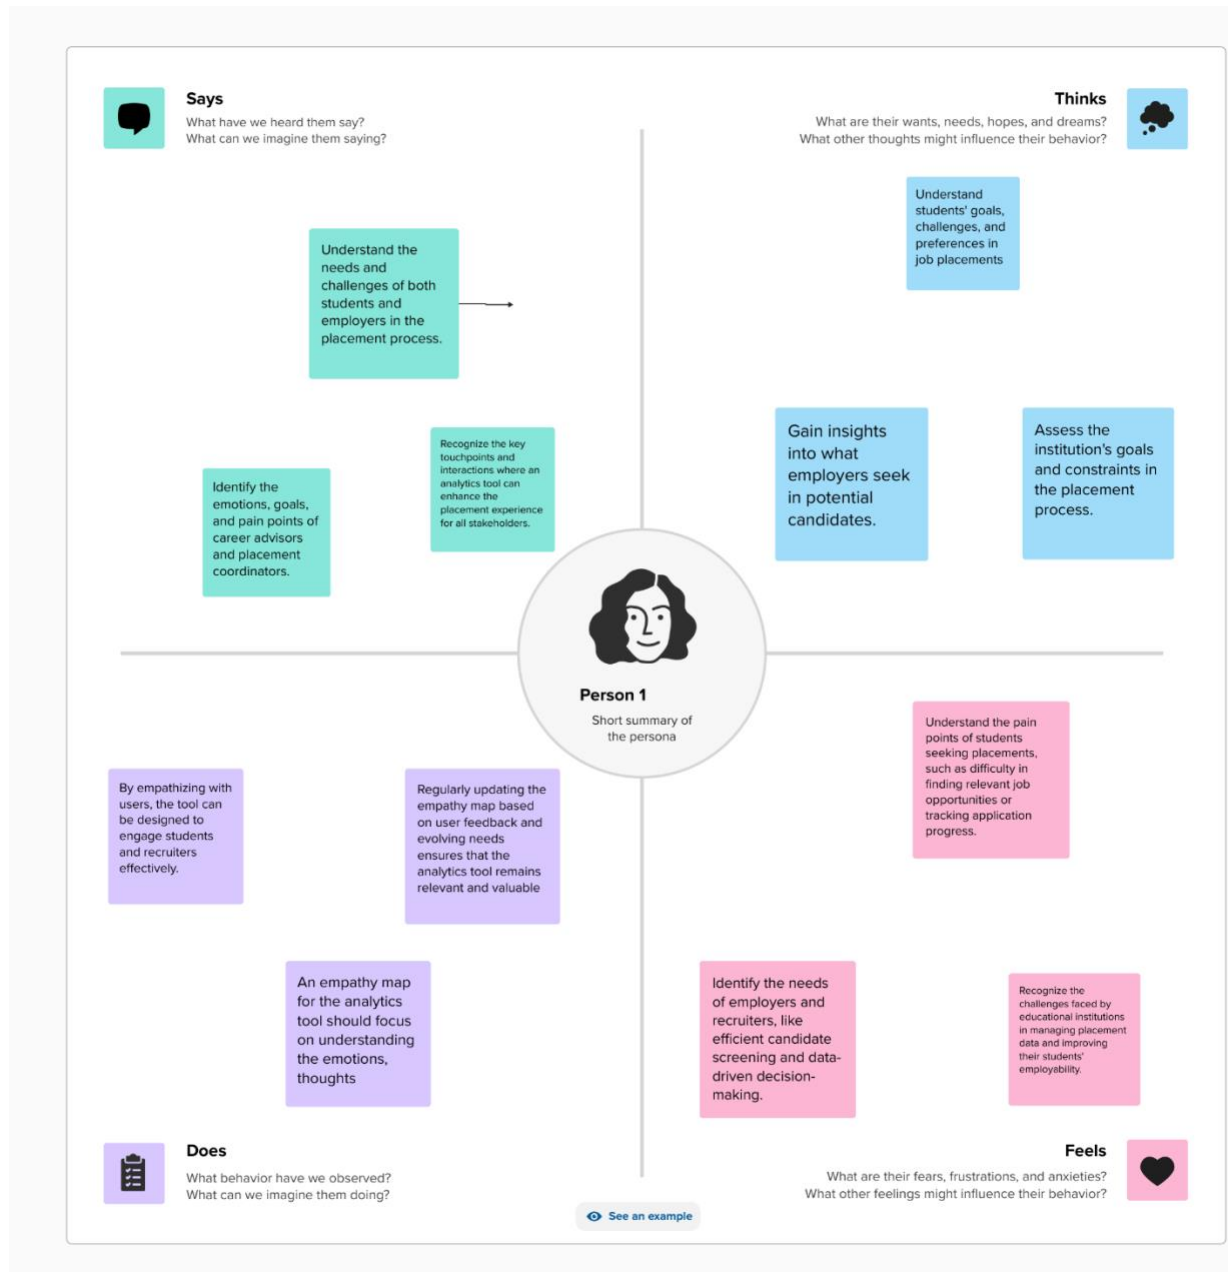 Says
What have we heard them say?
What can we imagine them saying?
Thinks
What are their wants, needs, hopes, and dreams?
What other thoughts might influence their behavior?
Understand the
needs and
challenges of both
students and
employers in the
placement process.
Recognize the key
touchpoints and
interactions where an
analytics tool can
enhance the
placement experience
for all stakeholders.
Identify the
emotions, goals,
and pain points of
career advisors
and placement
coordinators.
Understand
students' goals,
challenges, and
preferences in
job placements
Gain insights
into what
employers seek
in potential
candidates.
Assess the
institution's goals
and constraints in
the placement
process.
Person 1
Short summary of
the persona
By empathizing with
users, the tool can
be designed to
engage students
and recruiters
effectively.
Regularly updating the
empathy map based
on user feedback and
evolving needs
ensures that the
analytics tool remains
relevant and valuable
An empathy map
for the analytics
tool should focus
on understanding
the emotions,
thoughts
Understand the pain
points of students
seeking placements,
such as difficulty in
finding relevant job
opportunities or
tracking application
progress.
Identify the needs
of employers and
recruiters, like
efficient candidate
screening and data-
driven decision-
making.
Recognize the
challenges faced by
educational institutions
in managing placement
data and improving
their students'
employability.
Does
What behavior have we observed?
What can we imagine them doing?
Feels
What are their fears, frustrations, and anxieties?
What other feelings might influence their behavior?
See an example